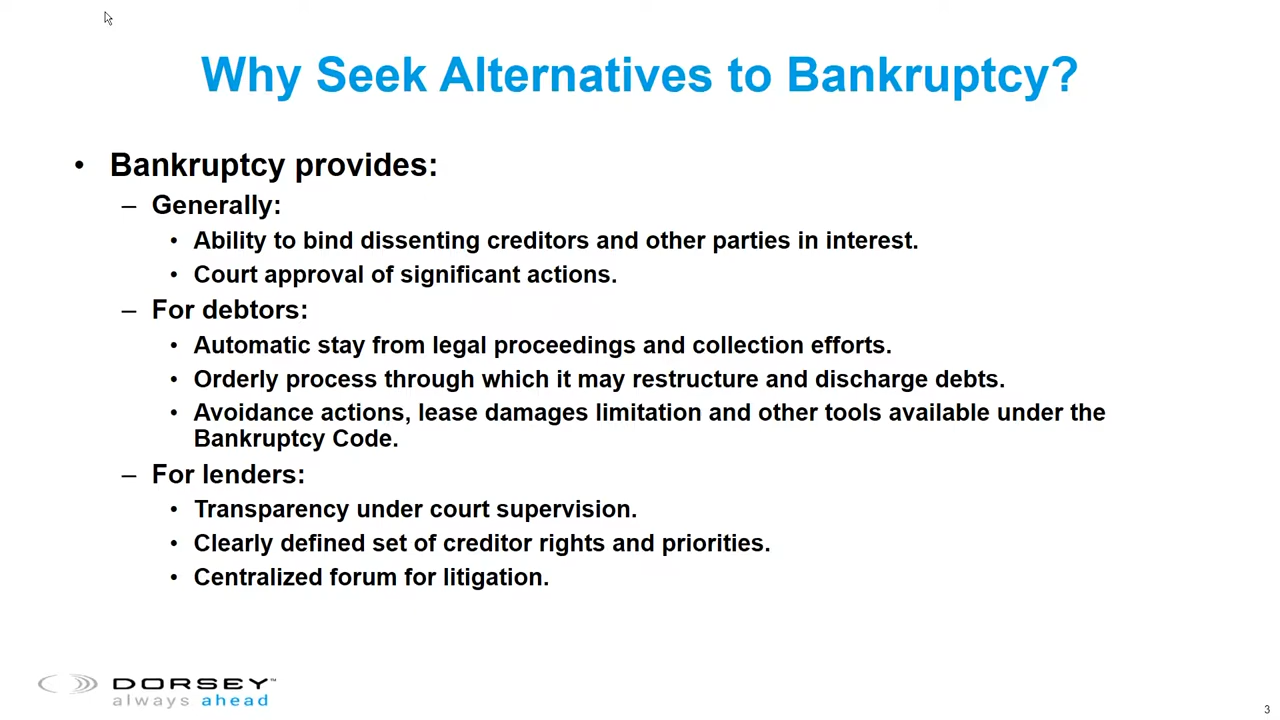 Why Seek Alternatives to Bankruptcy?
• Bankruptcy provides:
– Generally:
• Ability to bind dissenting creditors and other parties in interest.
• Court approval of significant actions.
– For debtors:
• Automatic stay from legal proceedings and collection efforts.
• Orderly process through which it may restructure and discharge debts.
• Avoidance actions, lease damages limitation and other tools available under the
Bankruptcy Code.
– For lenders:
• Transparency under court supervision.
• Clearly defined set of creditor rights and priorities.
• Centralized forum for litigation.
DORSEY™
always ahead
3